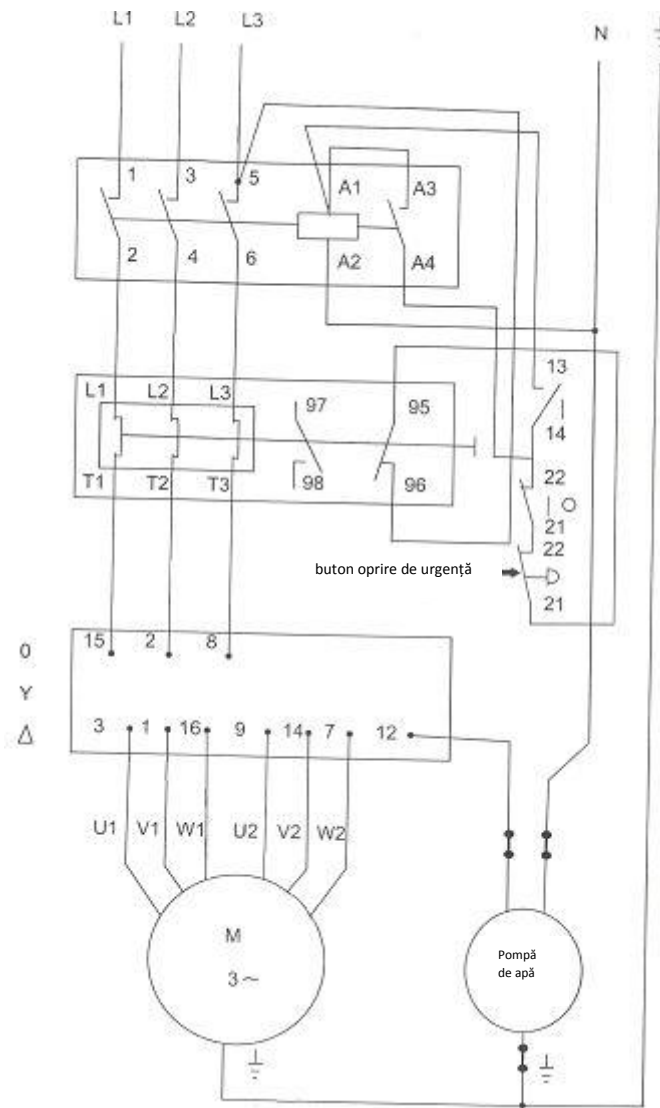 L1 L2 L3 N
1 3 5 A1 A3
2 4 6 A2 A4
13
L1 L2 L3 97 95
14
T1 T2 T3 98 96
22
O
21
22
buton oprire de urgență
21
15 2 8
0
Y
Δ
3 1 16 9 14 7 12
U1 V1 W1 U2 V2 W2
M
3~
Pompă
de apă